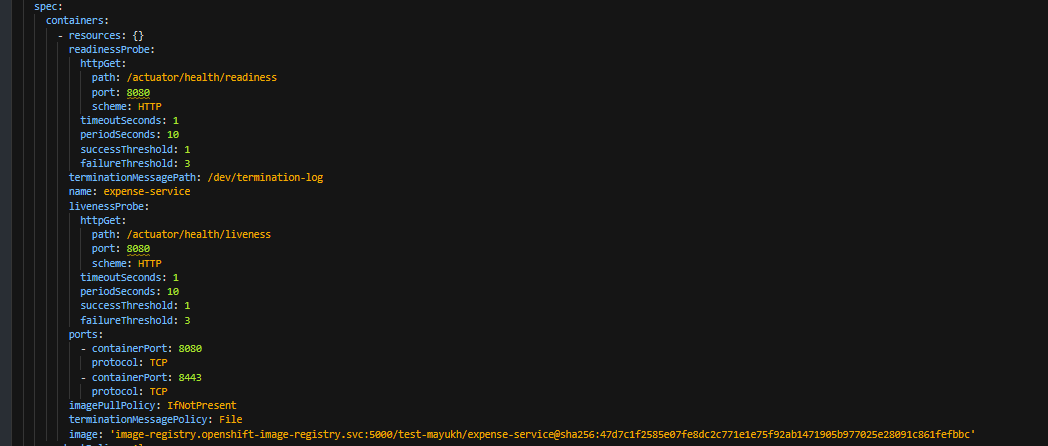 spec:
containers:
- resources: {}
readinessProbe:
httpGet:
path: /actuator/health/readiness
port: 8080
scheme: HTTP
timeoutSeconds: 1
periodSeconds: 10
successThreshold: 1
failureThreshold: 3
terminationMessagePath: /dev/termination-log
name: expense-service
livenessProbe:
httpGet:
path: /actuator/health/liveness
port: 8080
scheme: HTTP
timeoutSeconds: 1
periodSeconds: 10
successThreshold: 1
failureThreshold: 3
ports:
- containerPort: 8080
protocol: TCP
- containerPort: 8443
protocol: TCP
imagePullPolicy: IfNotPresent
terminationMessagePolicy: File
image: 'image-registry.openshift-image-registry.svc:5000/test-mayukh/expense-service@sha256:47d7c1f2585e07fe8dc2c771e1e75f92ab1471905b977025e28091c861fefbbc'